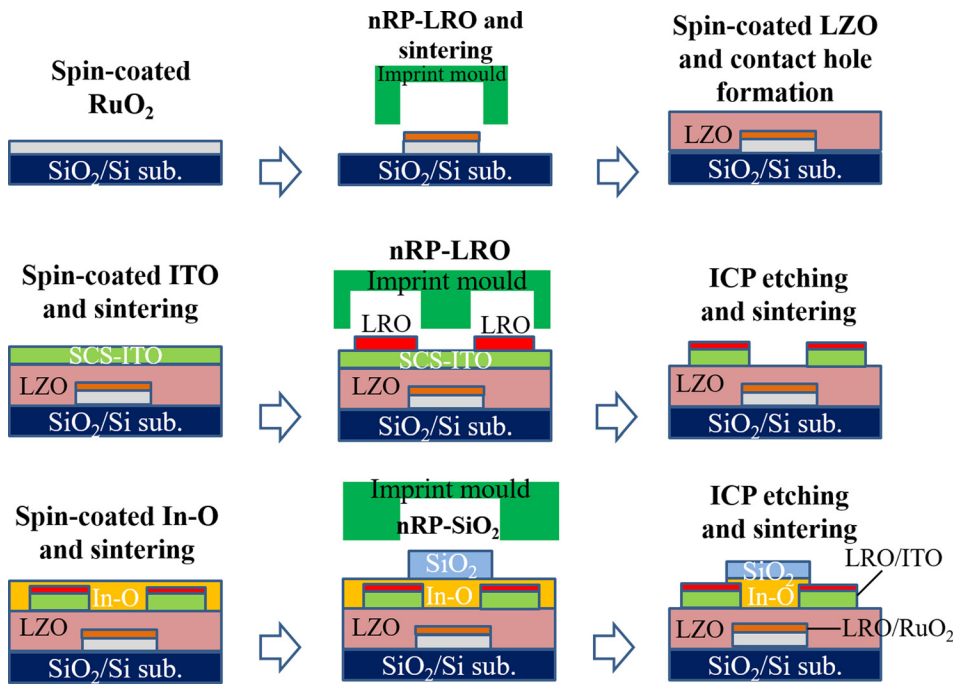 Spin-coated
RuO₂
SiO₂/Si sub.
nRP-LRO and
sintering
Imprint mould
SiO₂/Si sub.
Spin-coated LZO
and contact hole
formation
LZO
SiO₂/Si sub.
Spin-coated ITO
and sintering
SCS-ITO
LZO
SiO₂/Si sub.
nRP-LRO
Imprint mould
LRO LRO
SCS-ITO
LZO
SiO₂/Si sub.
ICP etching
and sintering
LZO
SiO₂/Si sub.
Spin-coated In-O
and sintering
In-O
LZO
SiO₂/Si sub.
Imprint mould
nRP-SiO₂
SiO₂
In-O
LZO
SiO₂/Si sub.
ICP etching
and sintering
LRO/ITO
SiO₂
In-O
LZO
LRO/RuO₂
SiO₂/Si sub.